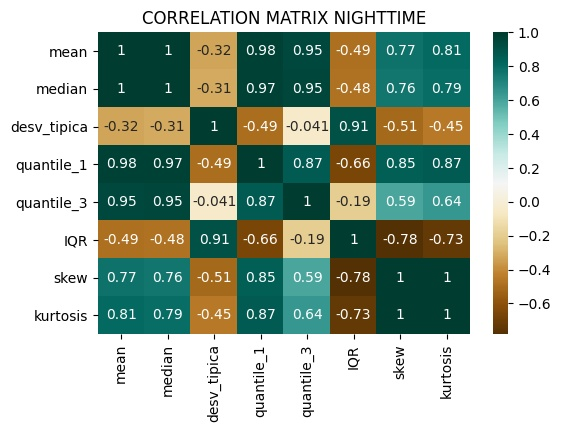 CORRELATION MATRIX NIGHTTIME
mean 1 1 -0.32 0.98 0.95 -0.49 0.77 0.81
median 1 1 -0.31 0.97 0.95 -0.48 0.76 0.79
desv_tipica -0.32 -0.31 1 -0.49 -0.041 0.91 -0.51 -0.45
quantile_1 0.98 0.97 -0.49 1 0.87 -0.66 0.85 0.87
quantile_3 0.95 0.95 -0.041 0.87 1 -0.19 0.59 0.64
IQR -0.49 -0.48 0.91 -0.66 -0.19 1 -0.78 -0.73
skew 0.77 0.76 -0.51 0.85 0.59 -0.78 1 1
kurtosis 0.81 0.79 -0.45 0.87 0.64 -0.73 1 1
mean median desv_tipica quantile_1 quantile_3 IQR skew kurtosis
1.0
0.8
0.6
0.4
0.2
0.0
−0.2
−0.4
−0.6